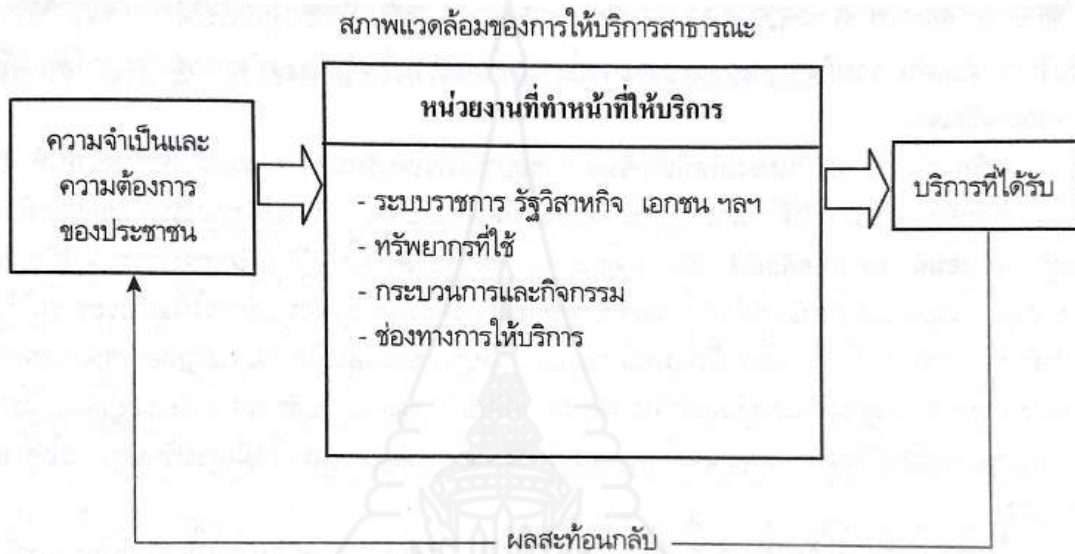 สภาพแวดล้อมของการให้บริการสาธารณะ
หน่วยงานที่ทำหน้าที่ให้บริการ
ความจำเป็นและ
ความต้องการ
ของประชาชน
- ระบบราชการ รัฐวิสาหกิจ เอกชน ฯลฯ
- ทรัพยากรที่ใช้
- กระบวนการและกิจกรรม
- ช่องทางการให้บริการ
บริการที่ได้รับ
ผลสะท้อนกลับ